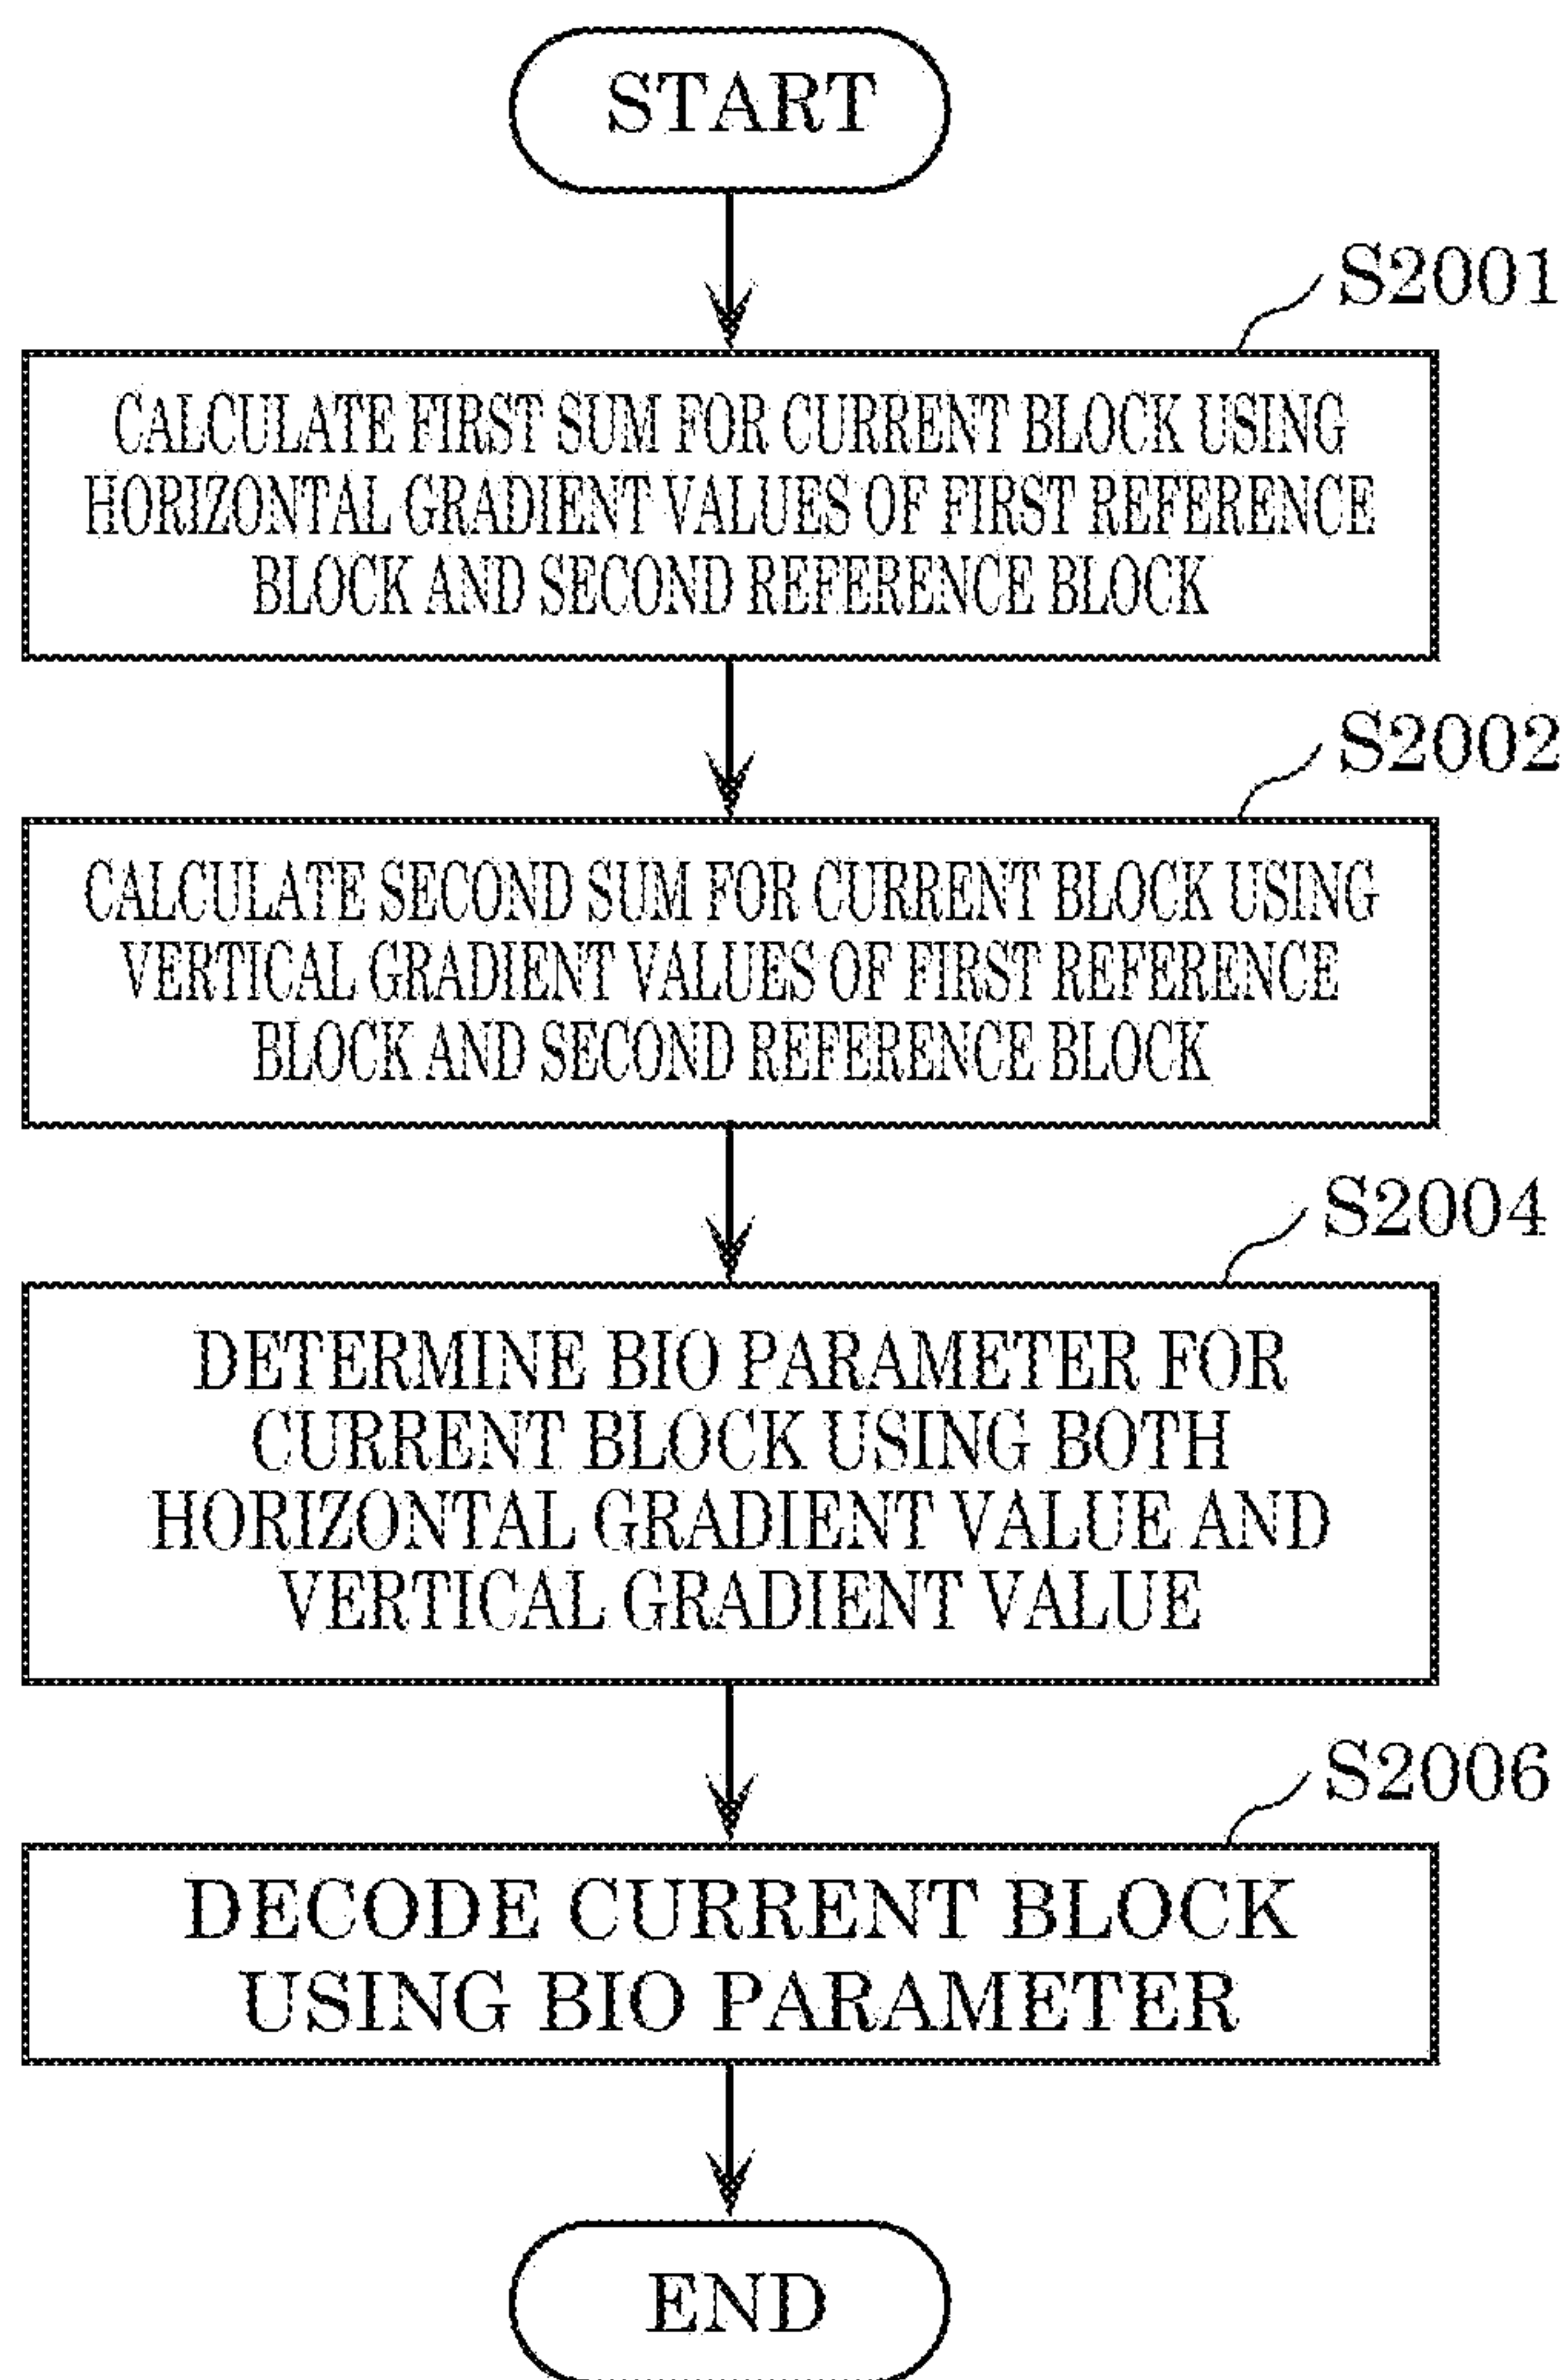 START
S2001
CALCULATE FIRST SUM FOR CURRENT BLOCK USING
HORIZONTAL GRADIENT VALUES OF FIRST REFERENCE
BLOCK AND SECOND REFERENCE BLOCK
S2002
CALCULATE SECOND SUM FOR CURRENT BLOCK USING
VERTICAL GRADIENT VALUES OF FIRST REFERENCE
BLOCK AND SECOND REFERENCE BLOCK
S2004
DETERMINE BIO PARAMETER FOR
CURRENT BLOCK USING BOTH
HORIZONTAL GRADIENT VALUE AND
VERTICAL GRADIENT VALUE
S2006
DECODE CURRENT BLOCK
USING BIO PARAMETER
END